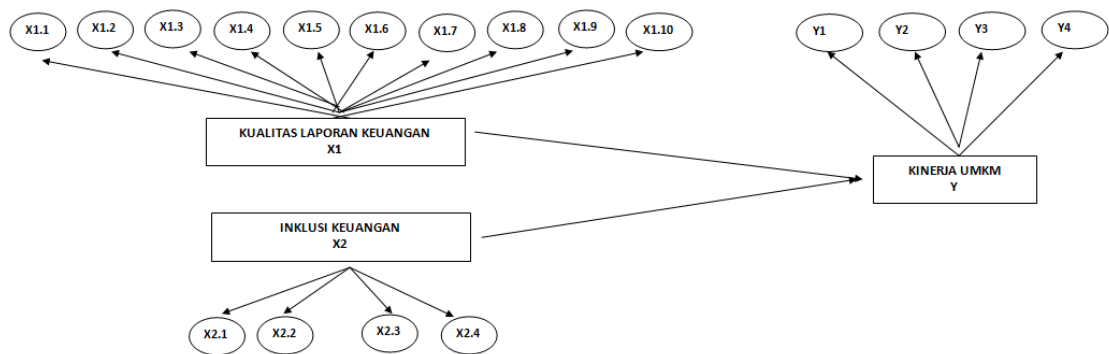 X1.1
X1.2
X1.3
X1.4
X1.5
X1.6
X1.7
X1.8
X1.9
X1.10
Y1
Y2
Y3
Y4
KUALITAS LAPORAN KEUANGAN
X1
KINERJA UMKM
Y
INKLUSI KEUANGAN
X2
X2.1
X2.2
X2.3
X2.4